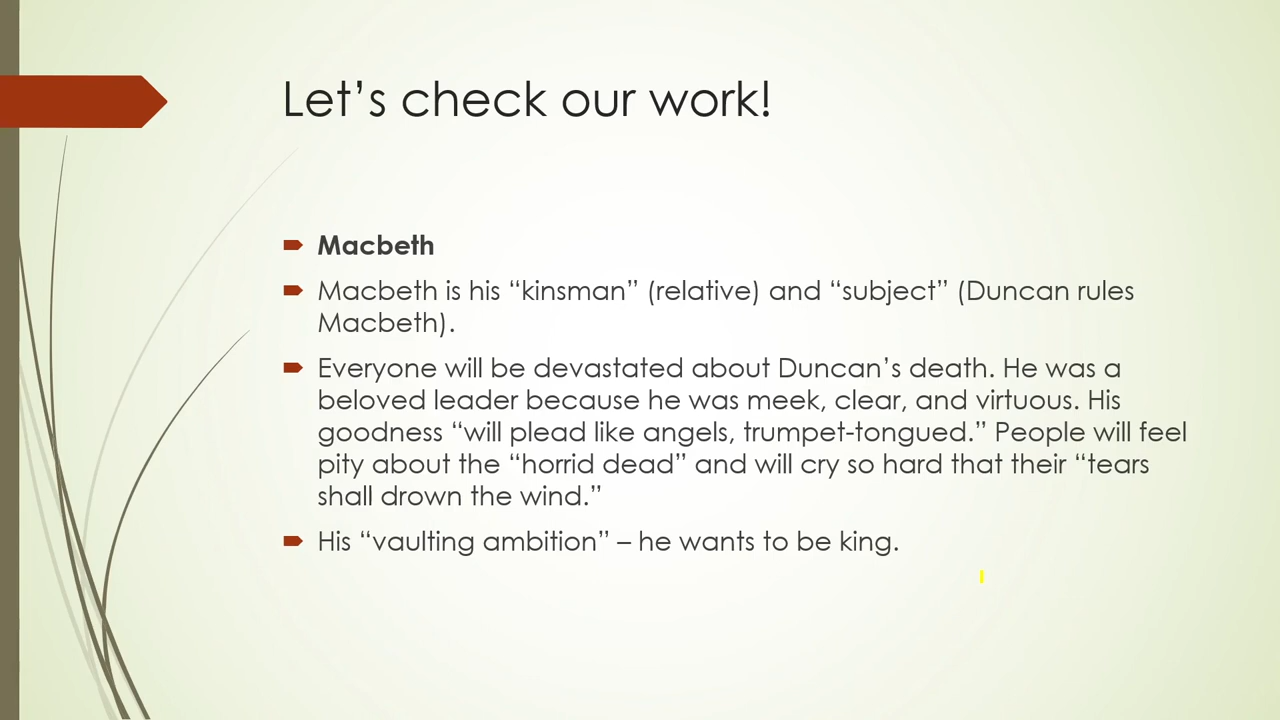 Let’s check our work!
Macbeth
Macbeth is his “kinsman” (relative) and “subject” (Duncan rules
Macbeth).
Everyone will be devastated about Duncan’s death. He was a
beloved leader because he was meek, clear, and virtuous. His
goodness “will plead like angels, trumpet-tongued.” People will feel
pity about the “horrid dead” and will cry so hard that their “tears
shall drown the wind.”
His “vaulting ambition” – he wants to be king.